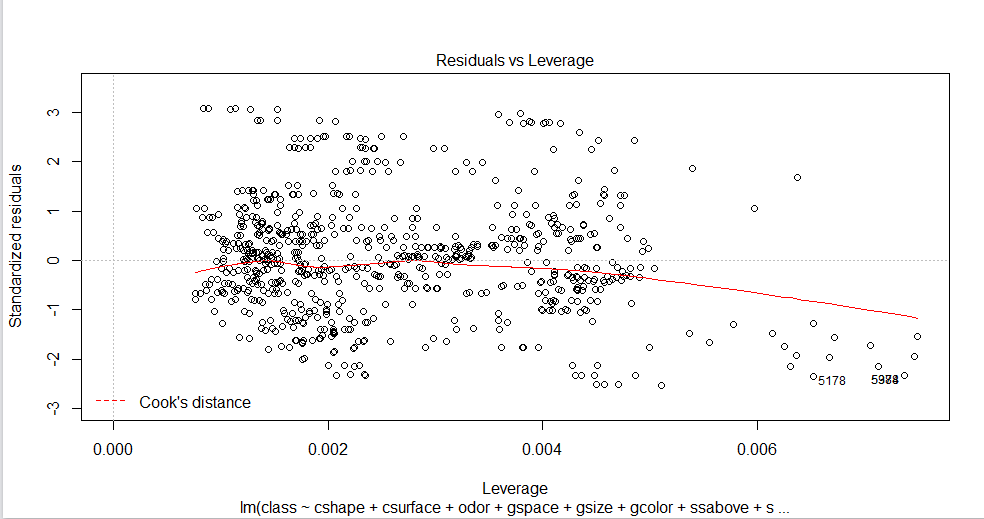 Residuals vs Leverage
Standardized residuals
3
2
1
0
-1
-2
-3
5178
Cook's distance
0.000 0.002 0.004 0.006
Leverage
lm(class ~ cshape + csurface + odor + gspace + gsize + gcolor + ssabove + s ...